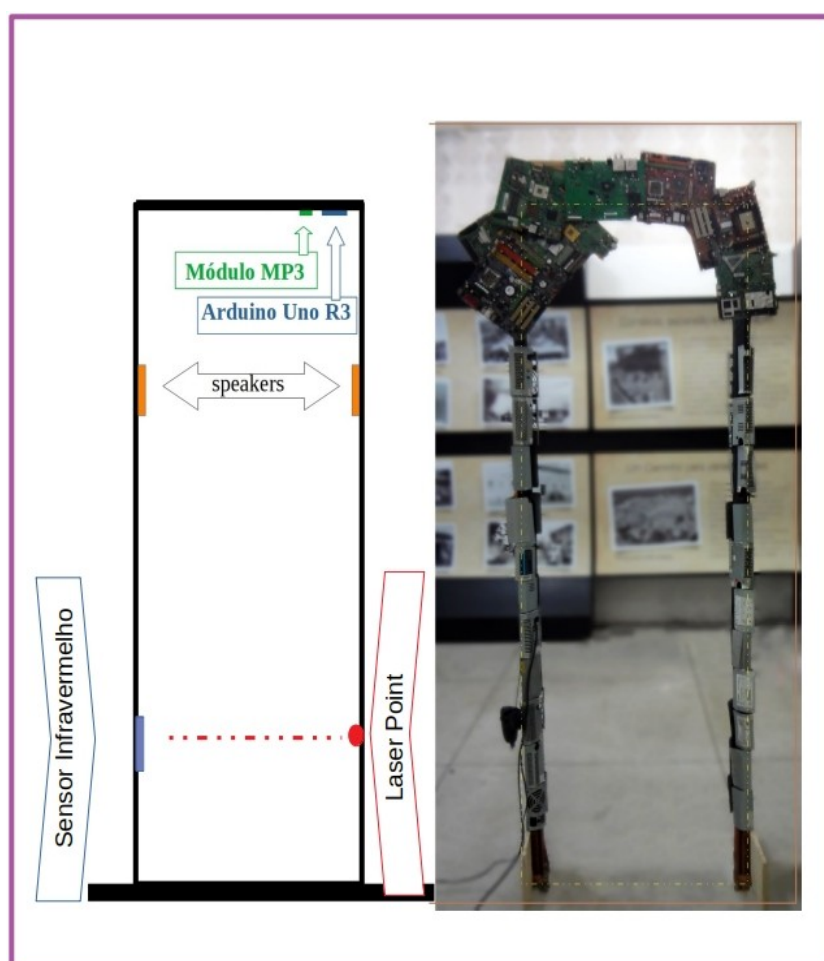 Módulo MP3
Arduino Uno R3
speakers
Sensor Infravermelho
Laser Point